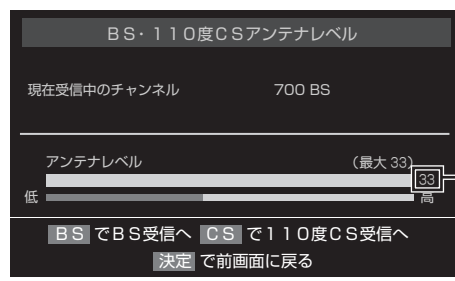 BS・110度CSアンテナレベル
現在受信中のチャンネル 700 BS
アンテナレベル （最大 33）
33
低 高
BS でBS受信へ CS で110度CS受信へ
決定 で前画面に戻る